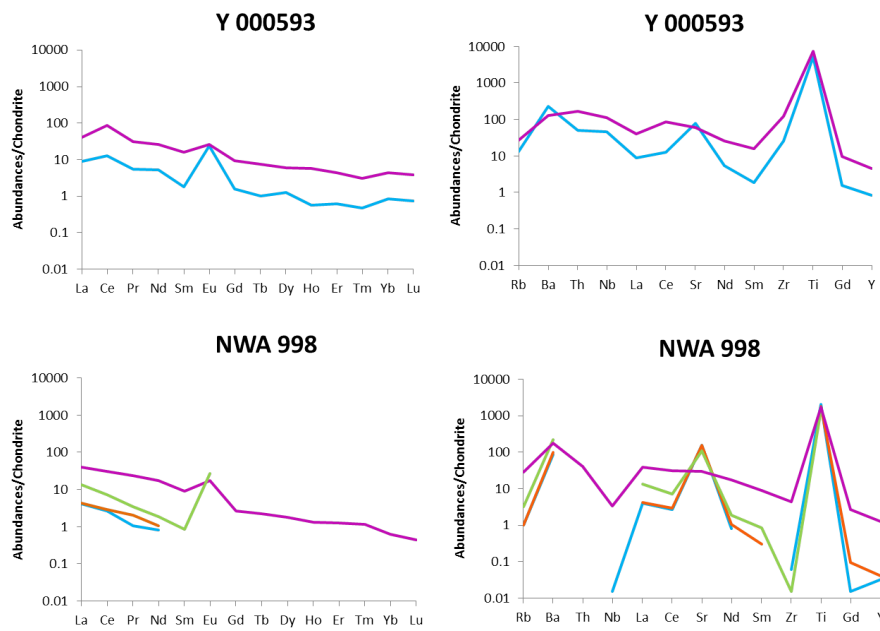 Y 000593
Abundances/Chondrite
10000
1000
100
10
1
0.1
0.01
La Ce Pr Nd Sm Eu Gd Tb Dy Ho Er Tm Yb Lu
Y 000593
Abundances/Chondrite
10000
1000
100
10
1
0.1
0.01
Rb Ba Th Nb La Ce Sr Nd Sm Zr Ti Gd Y
NWA 998
Abundances/Chondrite
10000
1000
100
10
1
0.1
0.01
La Ce Pr Nd Sm Eu Gd Tb Dy Ho Er Tm Yb Lu
NWA 998
Abundances/Chondrite
10000
1000
100
10
1
0.1
0.01
Rb Ba Th Nb La Ce Sr Nd Sm Zr Ti Gd Y